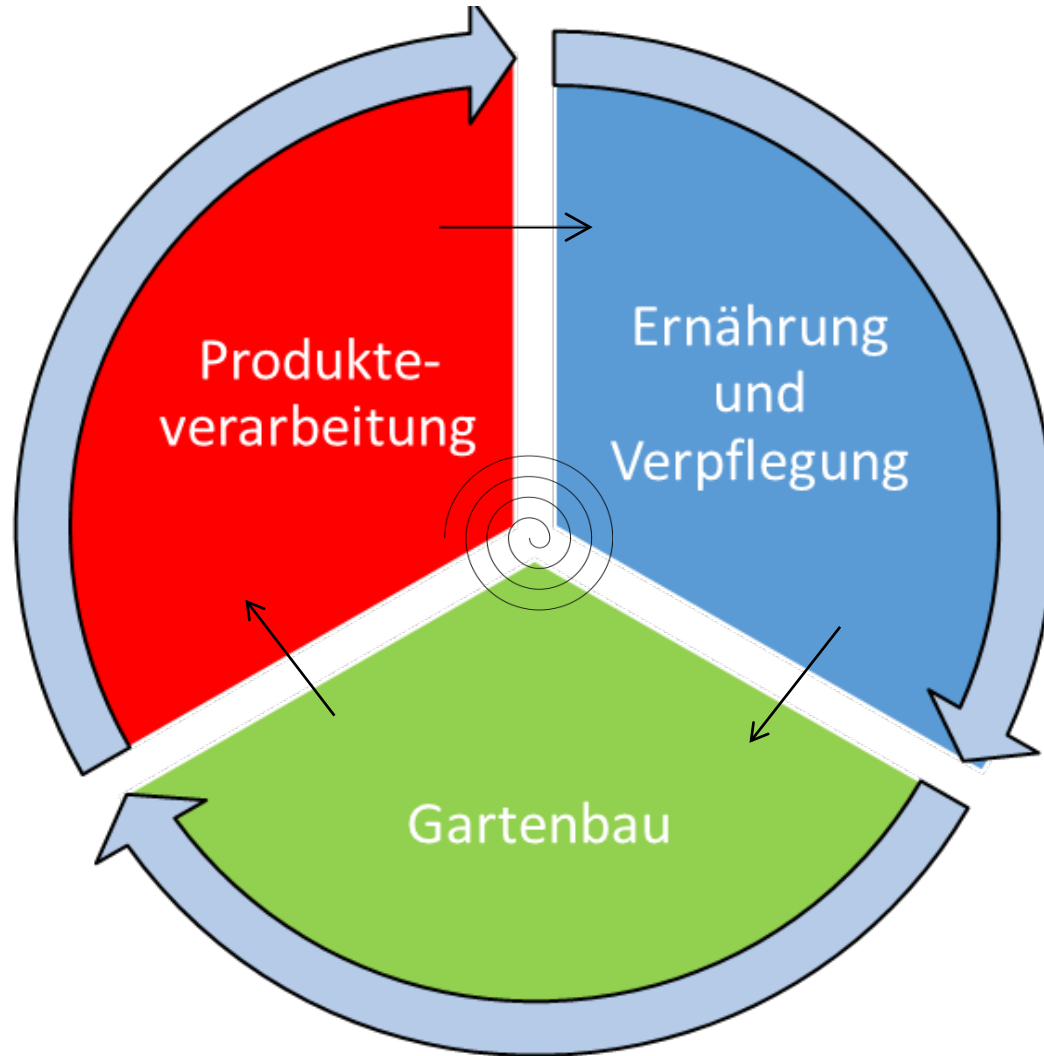 Produkte-
verarbeitung
Ernährung
und
Verpflegung
Gartenbau